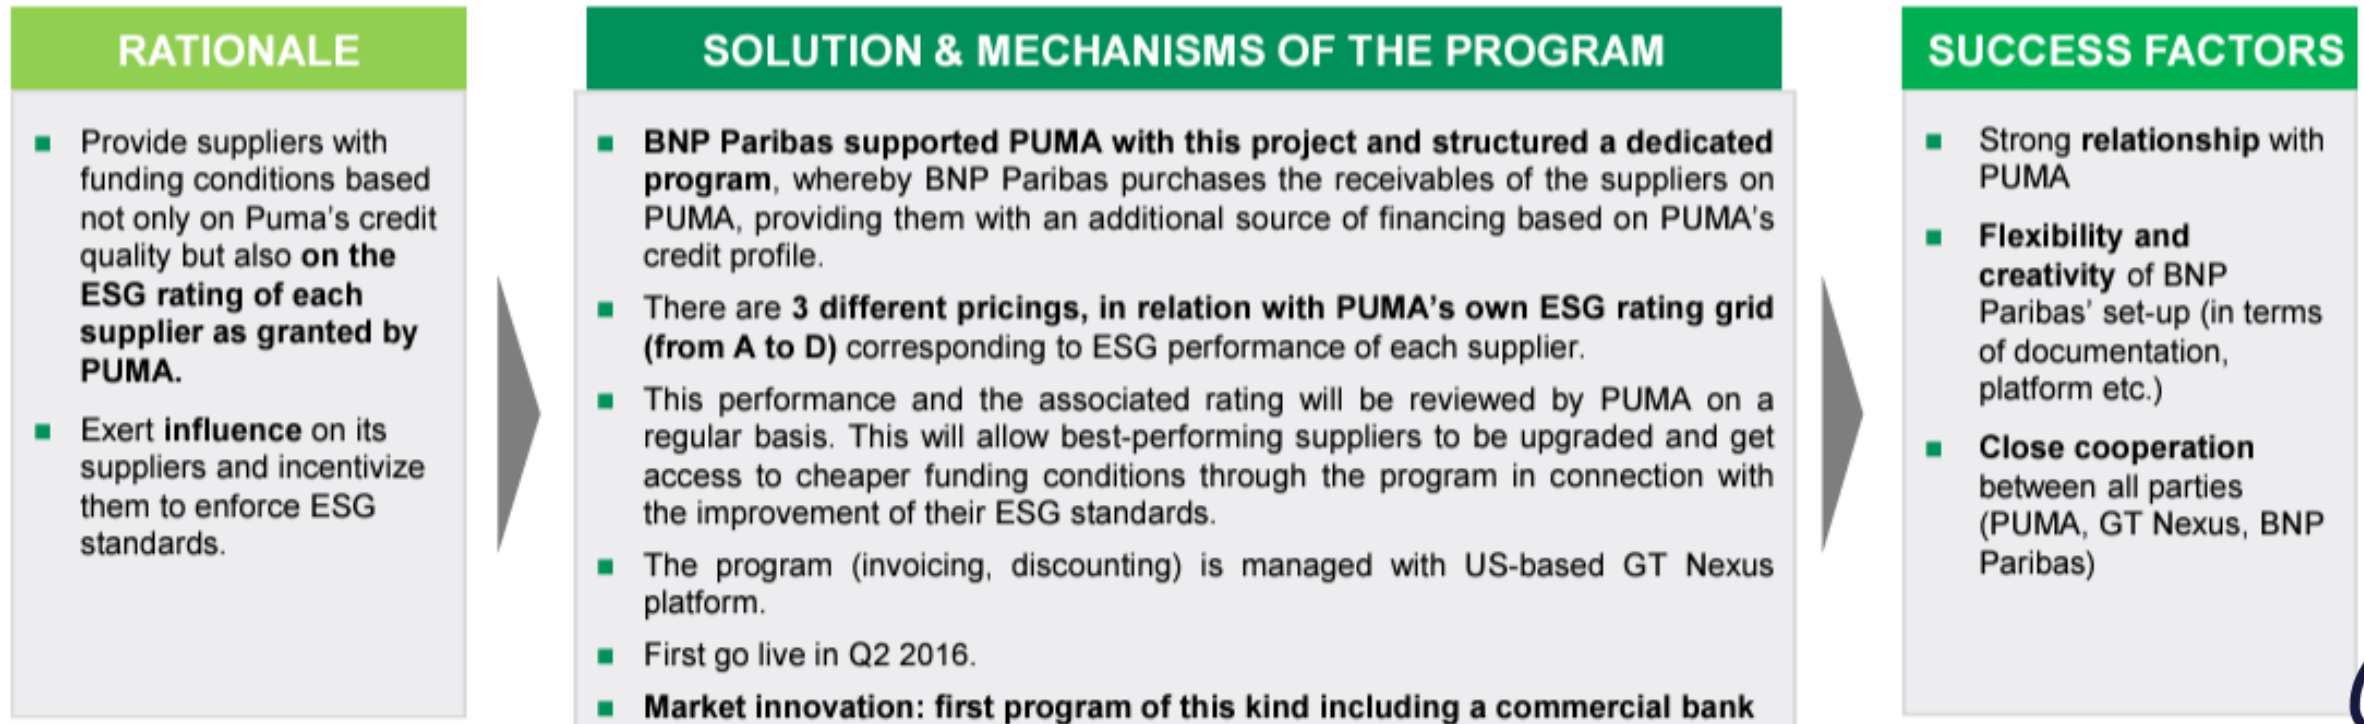 RATIONALE
Provide suppliers with
funding conditions based
not only on Puma's credit
quality but also on the
ESG rating of each
supplier as granted by
PUMA.
Exert influence on its
suppliers and incentivize
them to enforce ESG
standards.
SOLUTION & MECHANISMS OF THE PROGRAM
BNP Paribas supported PUMA with this project and structured a dedicated
program, whereby BNP Paribas purchases the receivables of the suppliers on
PUMA, providing them with an additional source of financing based on PUMA's
credit profile.
There are 3 different pricings, in relation with PUMA's own ESG rating grid
(from A to D) corresponding to ESG performance of each supplier.
This performance and the associated rating will be reviewed by PUMA on a
regular basis. This will allow best-performing suppliers to be upgraded and get
access to cheaper funding conditions through the program in connection with
the improvement of their ESG standards.
The program (invoicing, discounting) is managed with US-based GT Nexus
platform.
First go live in Q2 2016.
Market innovation: first program of this kind including a commercial bank
SUCCESS FACTORS
Strong relationship with
PUMA
Flexibility and
creativity of BNP
Paribas' set-up (in terms
of documentation,
platform etc.)
Close cooperation
between all parties
(PUMA, GT Nexus, BNP
Paribas)